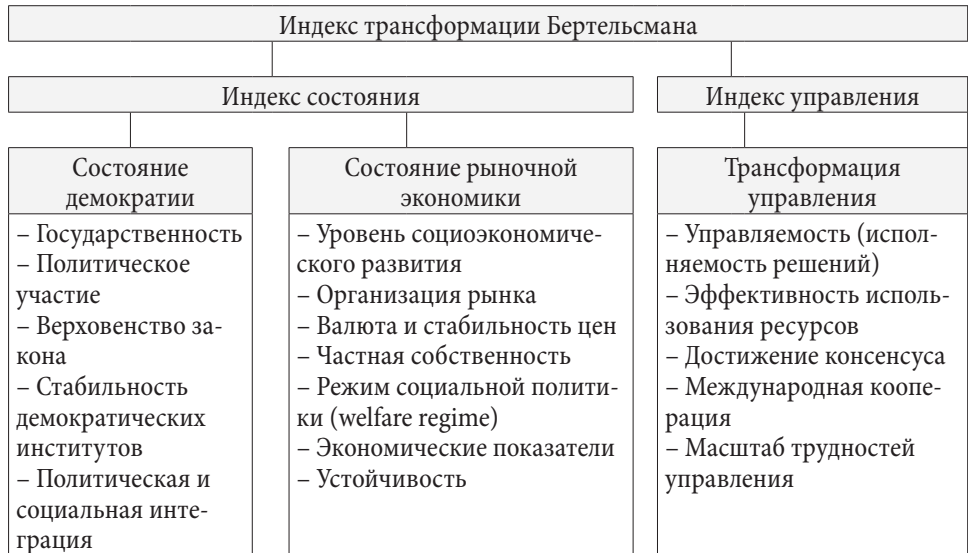 Индекс трансформации Бертельсмана
Индекс состояния
Индекс управления
Состояние
демократии
– Государственность
– Политическое
участие
– Верховенство за-
кона
– Стабильность
демократических
институтов
– Политическая и
социальная инте-
грация
Состояние рыночной
экономики
– Уровень социоэкономиче-
ского развития
– Организация рынка
– Валюта и стабильность цен
– Частная собственность
– Режим социальной полити-
ки (welfare regime)
– Экономические показатели
– Устойчивость
Трансформация
управления
– Управляемость (испол-
няемость решений)
– Эффективность исполь-
зования ресурсов
– Достижение консенсуса
– Международная коопе-
рация
– Масштаб трудностей
управления